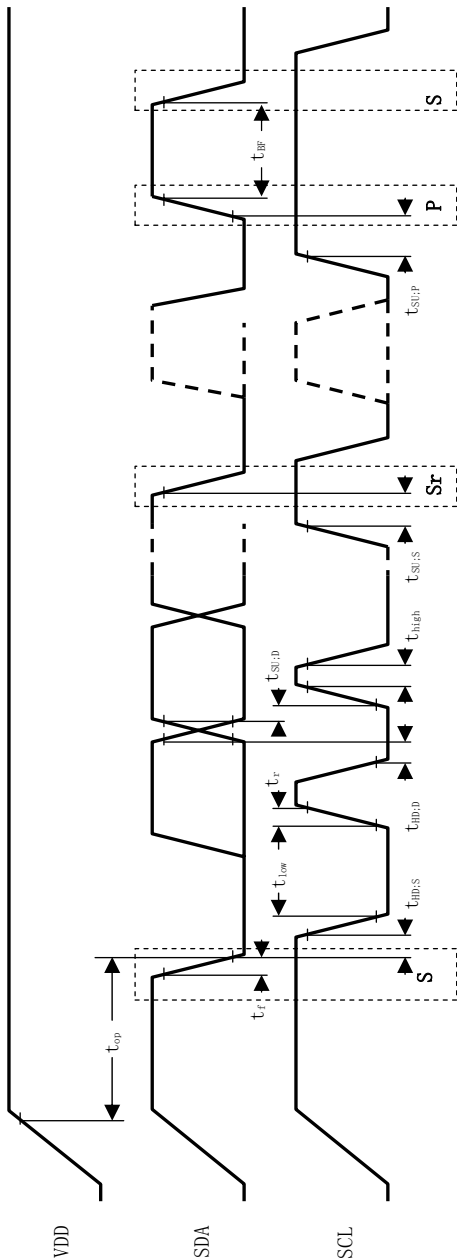 VDD
t_op
SDA
S
t_f
t_low
t_r
t_SU;D
t_BF
S
P
Sr
SCL
t_HD;S
t_HD;D
t_high
t_SU;S
t_SU;P